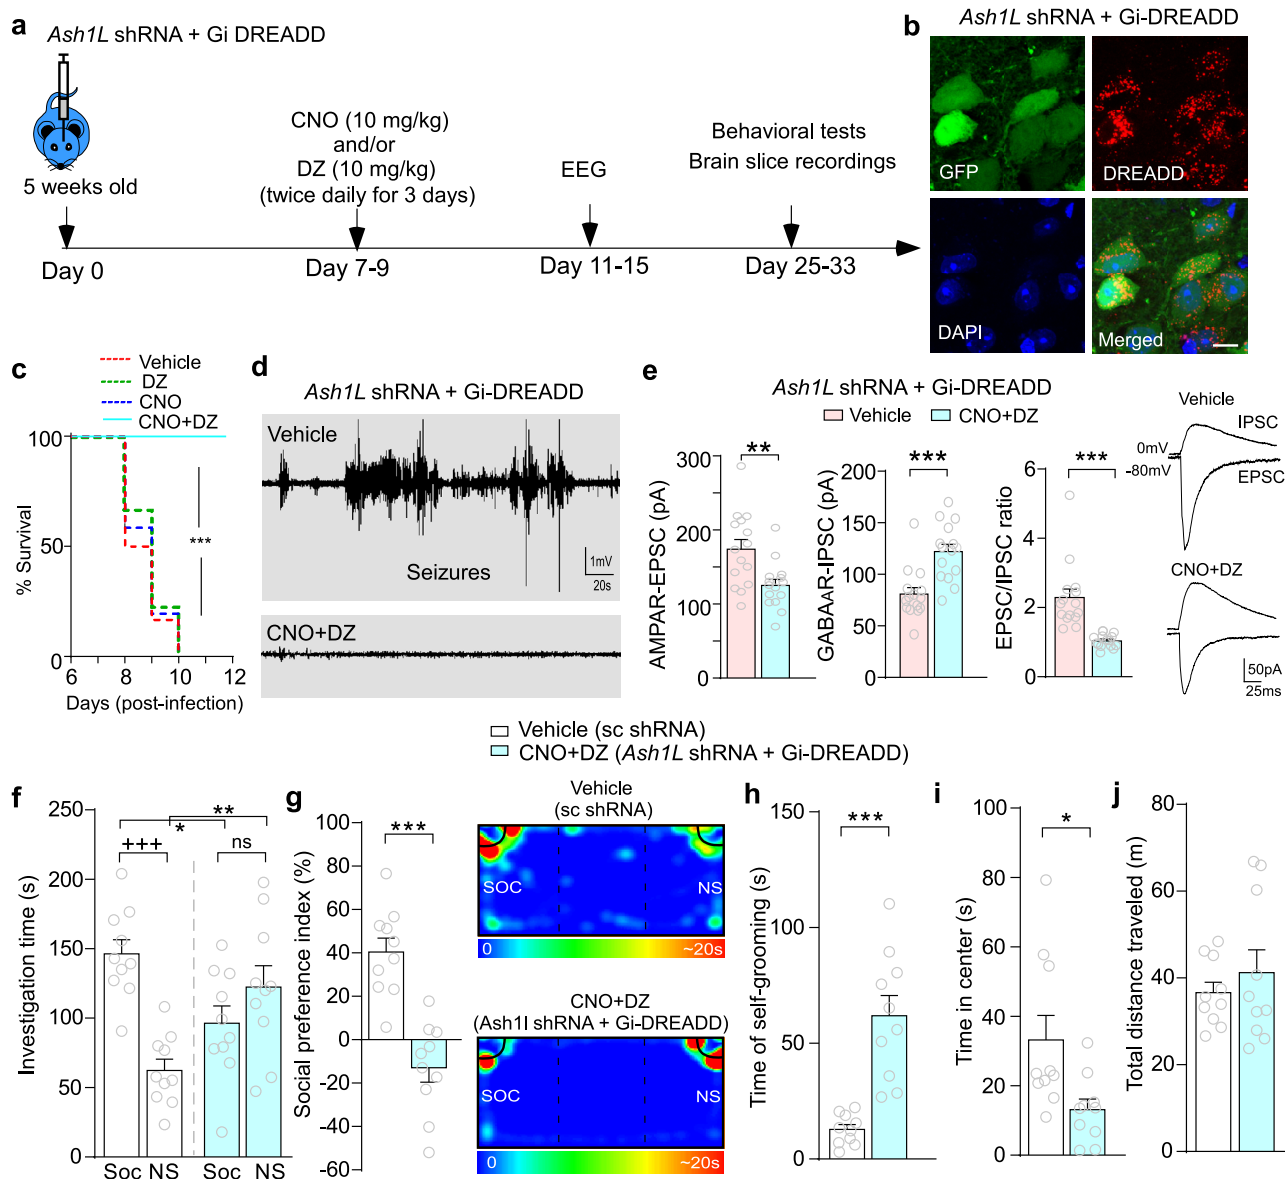 a
Ash1L shRNA + Gi DREADD
5 weeks old
CNO (10 mg/kg)
and/or
DZ (10 mg/kg)
(twice daily for 3 days)
EEG
Behavioral tests
Brain slice recordings
Day 0
Day 7-9
Day 11-15
Day 25-33
b
Ash1L shRNA + Gi-DREADD
GFP
DREADD
DAPI
Merged
c
Vehicle
DZ
CNO
CNO+DZ
% Survival
100
50
0
***
6
8
10
12
Days (post-infection)
d
Ash1L shRNA + Gi-DREADD
Vehicle
Seizures
1mV
20s
CNO+DZ
e
Ash1L shRNA + Gi-DREADD
Vehicle
CNO+DZ
AMPAR-EPSC (pA)
300
200
100
0
**
GABAAR-IPSC (pA)
200
150
100
50
0
***
EPSC/IPSC ratio
6
4
2
0
***
Vehicle
IPSC
0mV
-80mV
EPSC
CNO+DZ
50pA
25ms
Vehicle (sc shRNA)
CNO+DZ (Ash1L shRNA + Gi-DREADD)
f
Investigation time (s)
250
200
150
100
50
0
**
*
+++
ns
Soc
NS
Soc
NS
g
Social preference index (%)
100
80
60
40
20
0
-20
-40
-60
***
Vehicle
(sc shRNA)
SOC
NS
0
~20s
CNO+DZ
(Ash1l shRNA + Gi-DREADD)
SOC
NS
0
~20s
h
Time of self-grooming (s)
150
100
50
0
***
i
Time in center (s)
100
80
60
40
20
0
*
j
Total distance traveled (m)
80
60
40
20
0